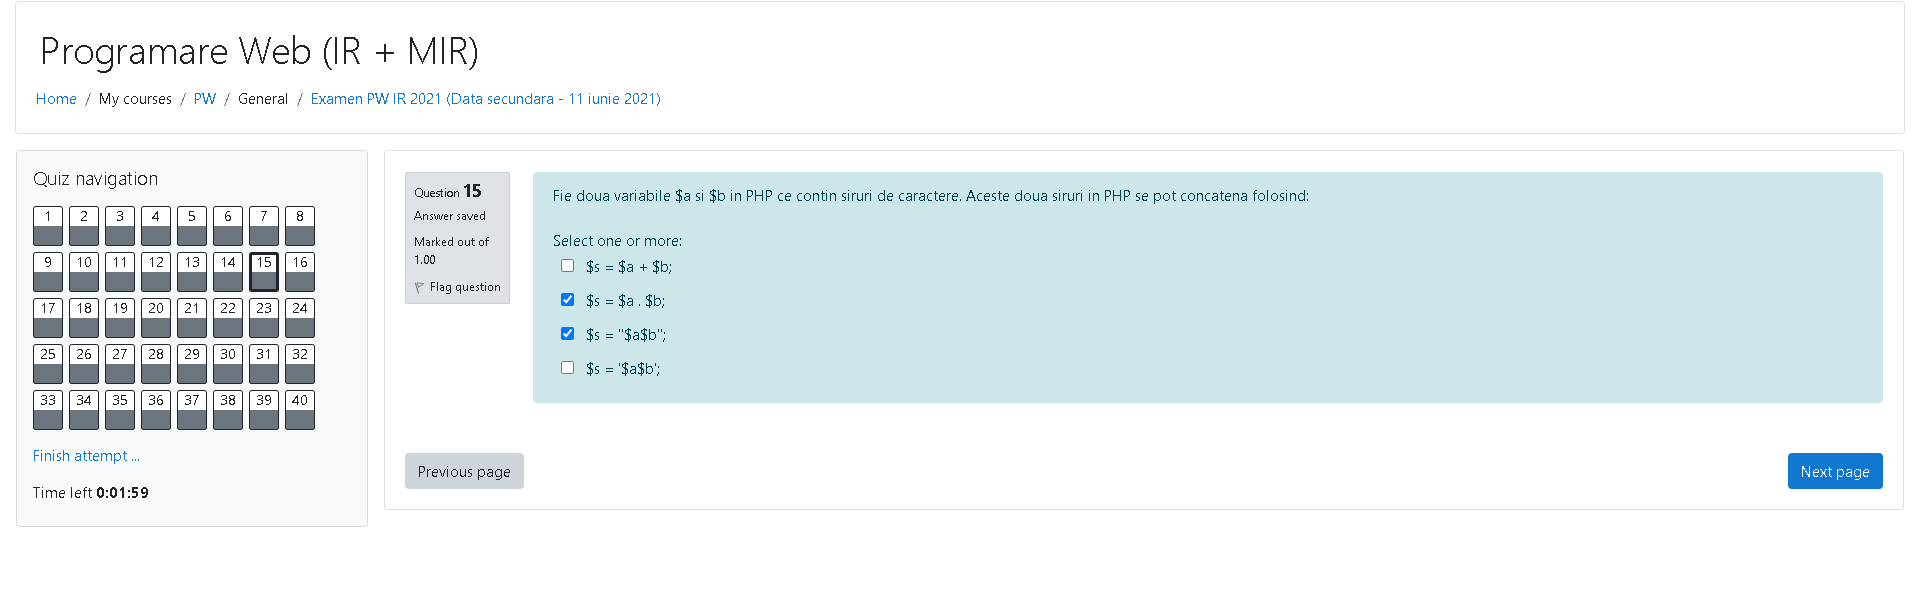 Programare Web (IR + MIR)
Home / My courses / PW / General / Examen PW IR 2021 (Data secundara - 11 iunie 2021)
Quiz navigation
1 2 3 4 5 6 7 8
9 10 11 12 13 14 15 16
17 18 19 20 21 22 23 24
25 26 27 28 29 30 31 32
33 34 35 36 37 38 39 40
Finish attempt ...
Time left 0:01:59
Question 15
Answer saved
Marked out of
1.00
Flag question
Fie doua variabile $a si $b in PHP ce contin siruri de caractere. Aceste doua siruri in PHP se pot concatena folosind:
Select one or more:
$s = $a + $b;
$s = $a . $b;
$s = "$a$b";
$s = '$a$b';
Previous page
Next page